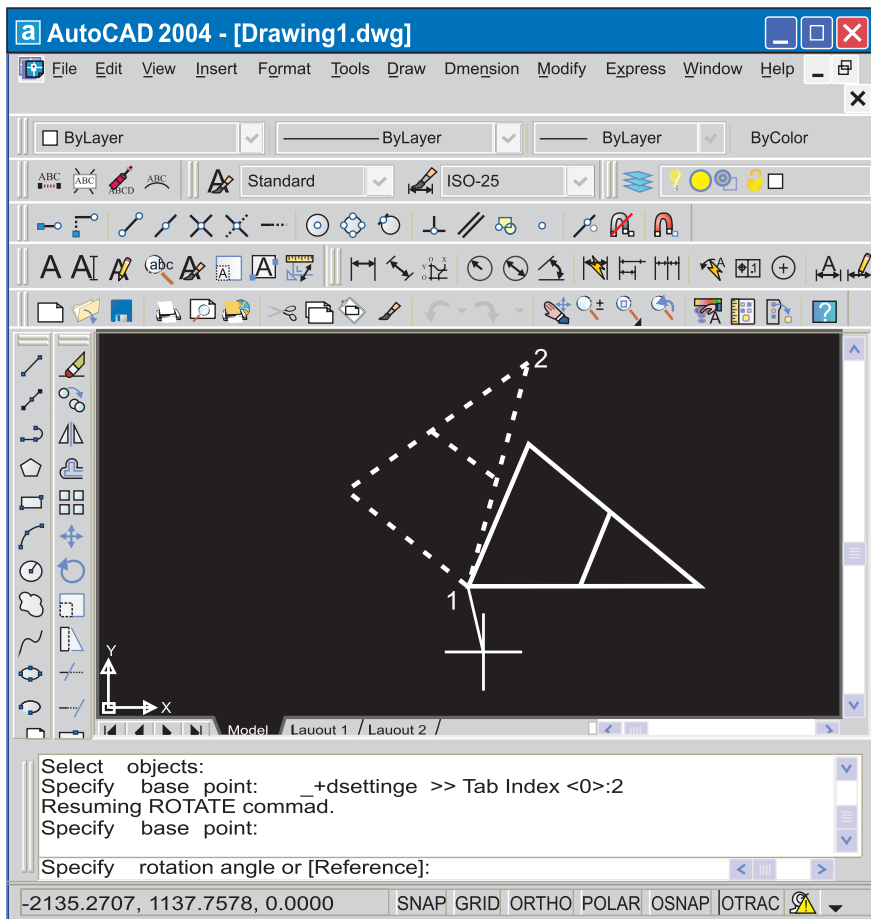 a AutoCAD 2004 - [Drawing1.dwg]
File Edit View Insert Format Tools Draw Dmension Modify Express Window Help
ByLayer ByLayer ByLayer ByColor
ABC ABC ABCD ABC Standard ISO-25
A A A abc A A A
A .1 A
A ?
2
1
Y
X
Model Lauout 1 Lauout 2
Select objects:
Specify base point: _+dsettinge >> Tab Index <0>:2
Resuming ROTATE commad.
Specify base point:
Specify rotation angle or [Reference]:
-2135.2707, 1137.7578, 0.0000 SNAP GRID ORTHO POLAR OSNAP OTRAC